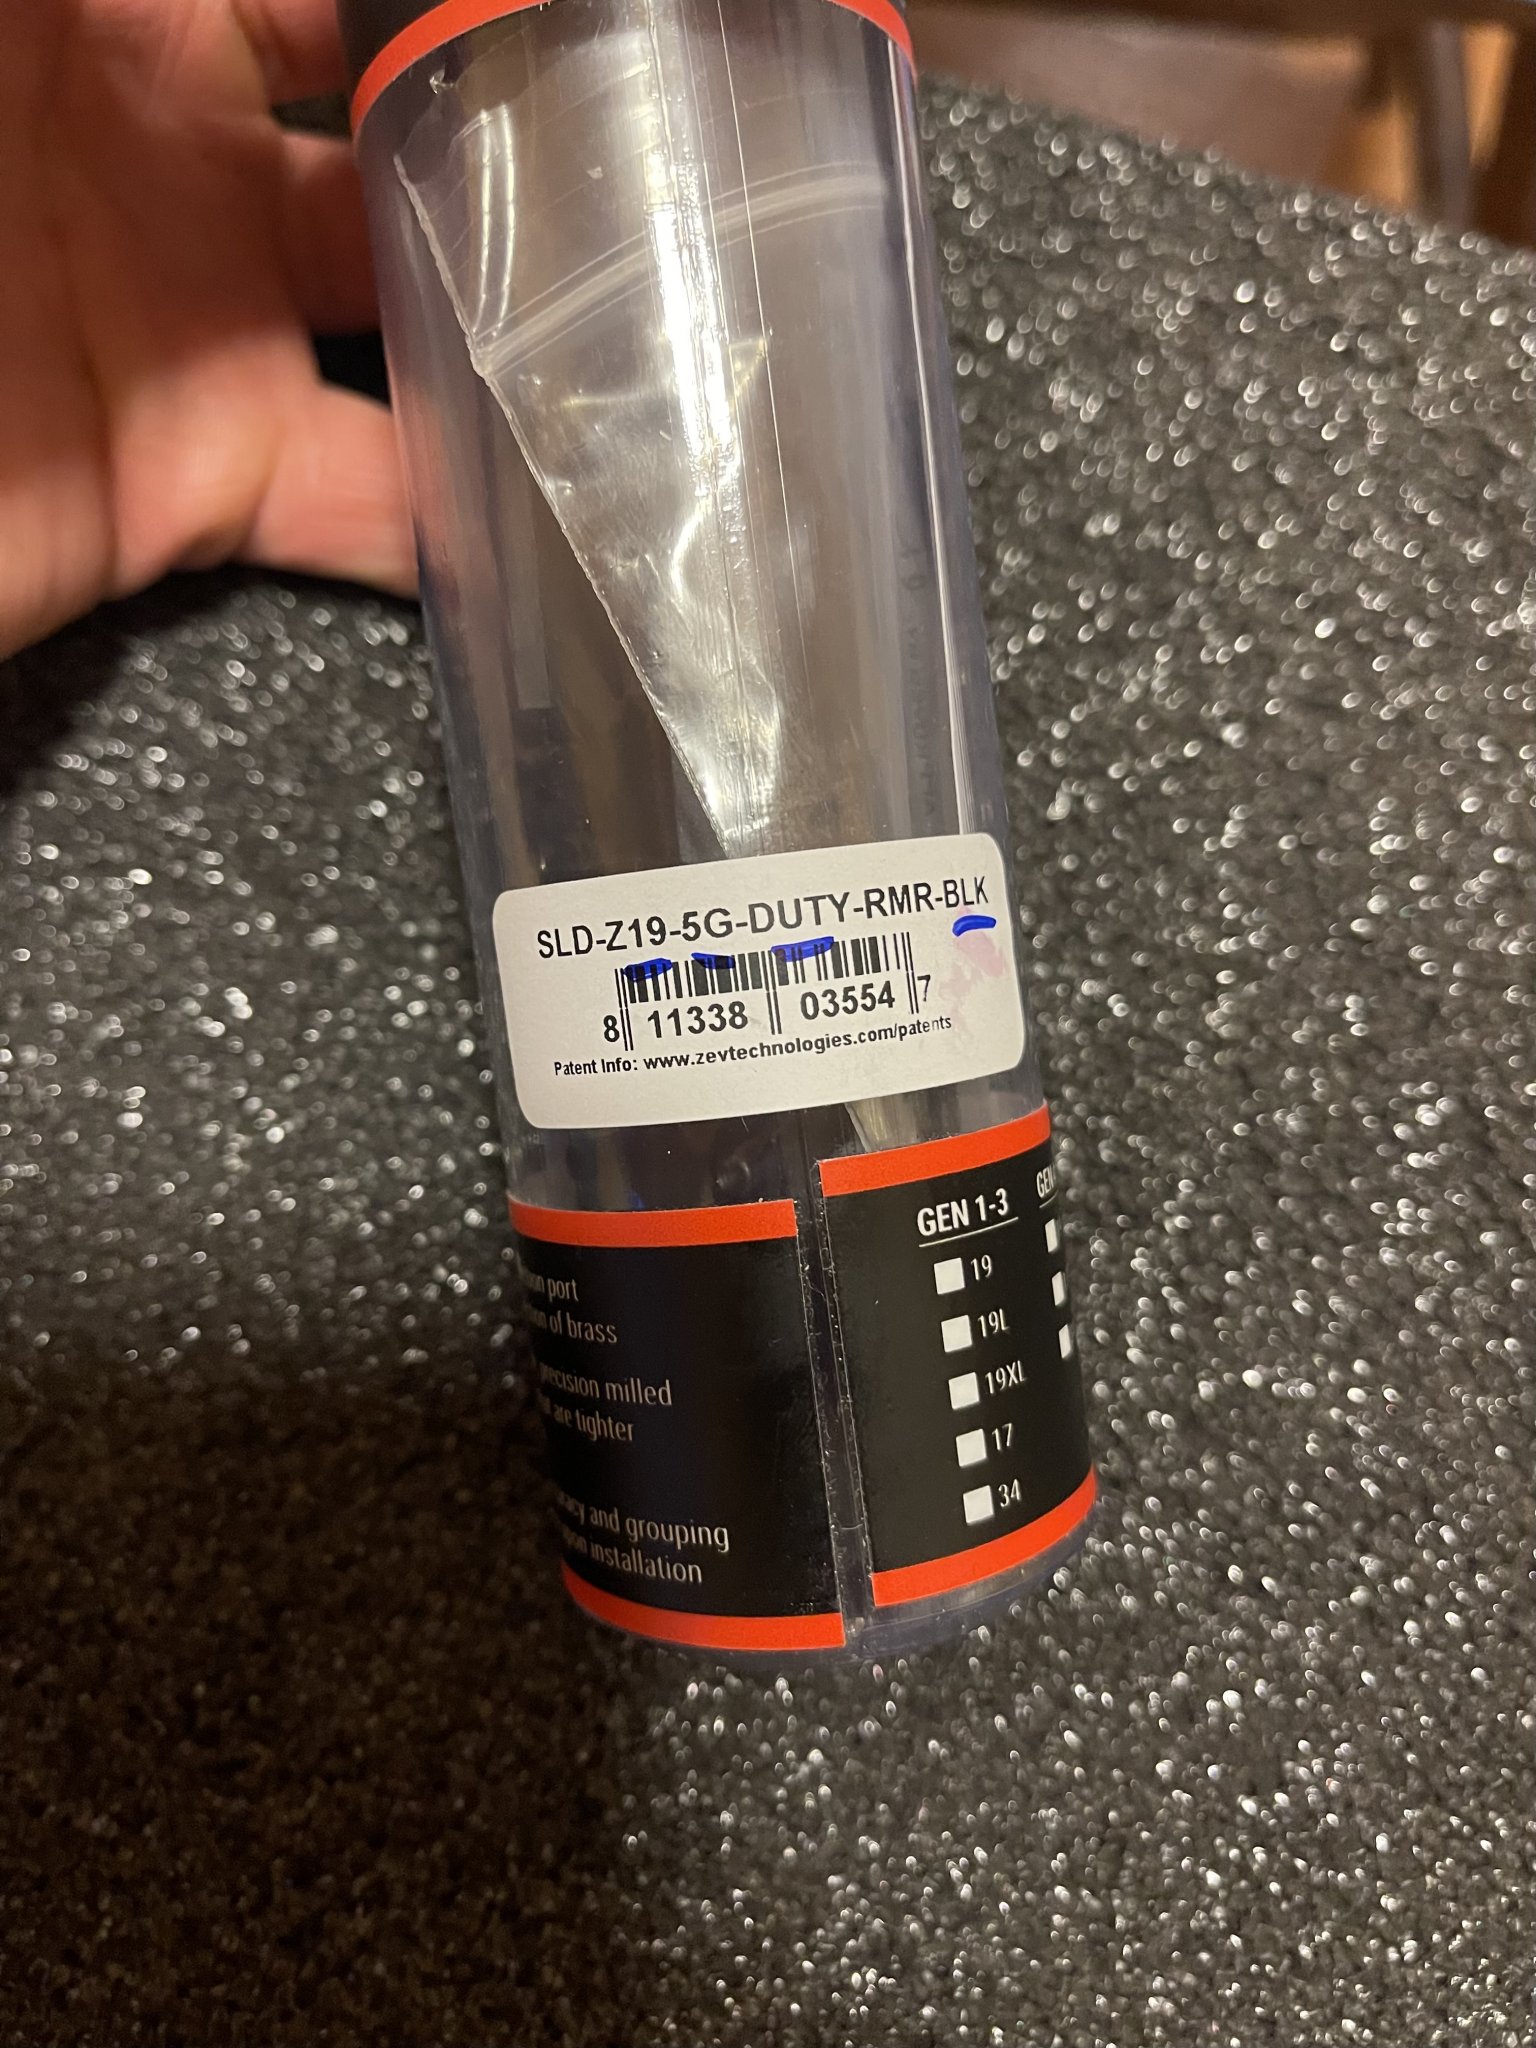 SLD-Z19-5G-DUTY-RMR-BLK
8 11338 03554 7
Patent Info: www.zevtechnologies.com/patents
port
of brass
milled
are tighter
and grouping
installation
GEN 1-3
19
19L
19XL
17
34